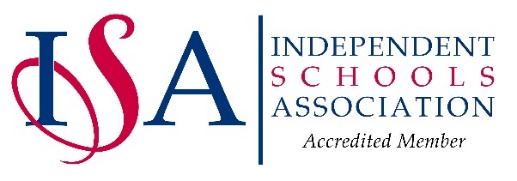 ISA
INDEPENDENT
SCHOOLS
ASSOCIATION
Accredited Member